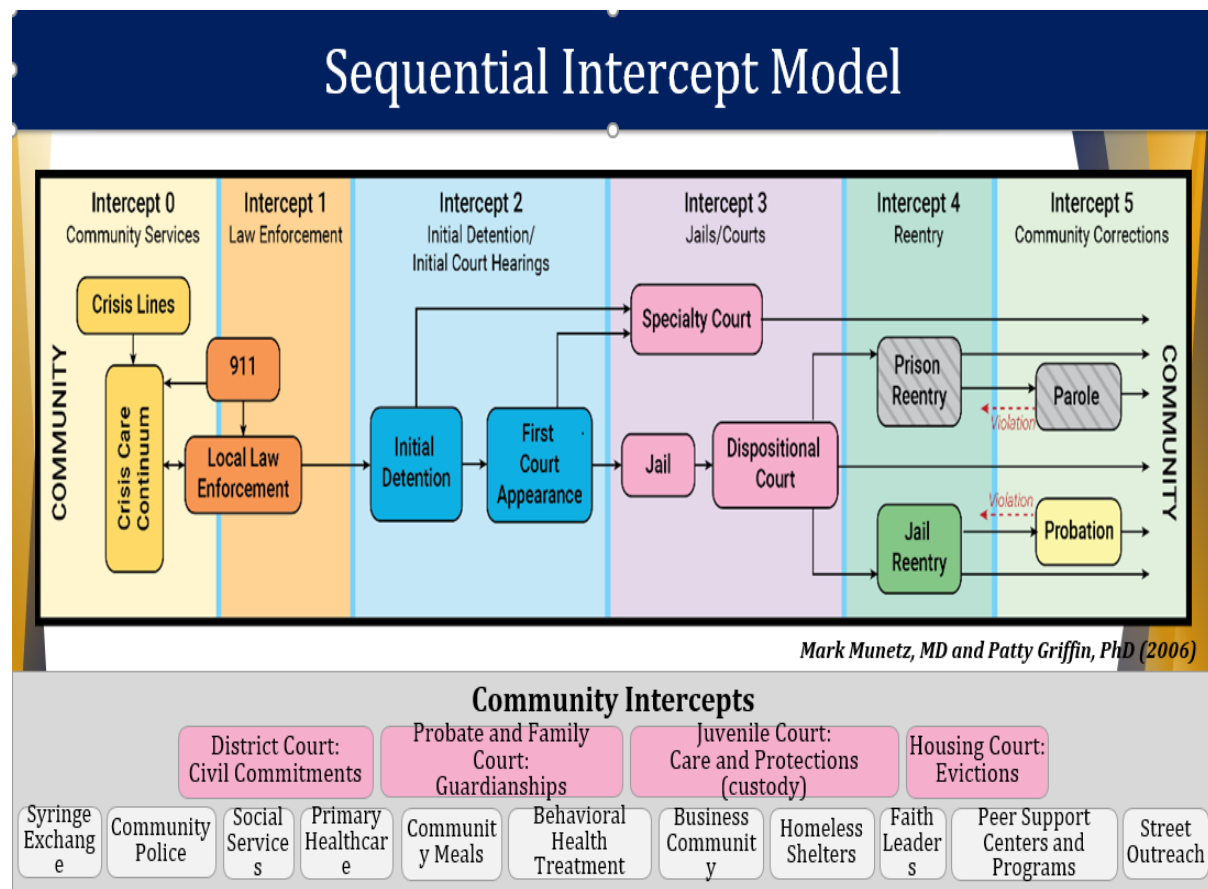 Sequential Intercept Model
Intercept 0
Community Services
Intercept 1
Law Enforcement
Intercept 2
Initial Detention/
Initial Court Hearings
Intercept 3
Jails/Courts
Intercept 4
Reentry
Intercept 5
Community Corrections
COMMUNITY
Crisis Lines
Crisis Care
Continuum
911
Local Law
Enforcement
Initial
Detention
First
Court
Appearance
Specialty Court
Jail
Dispositional
Court
Prison
Reentry
Parole
Violation
Jail
Reentry
Violation
Probation
COMMUNITY
Mark Munetz, MD and Patty Griffin, PhD (2006)
Community Intercepts
District Court:
Civil Commitments
Probate and Family
Court:
Guardianships
Juvenile Court:
Care and Protections
(custody)
Housing Court:
Evictions
Syringe
Exchang
e
Community
Police
Social
Service
s
Primary
Healthcar
e
Communit
y Meals
Behavioral
Health
Treatment
Business
Communit
y
Homeless
Shelters
Faith
Leader
s
Peer Support
Centers and
Programs
Street
Outreach